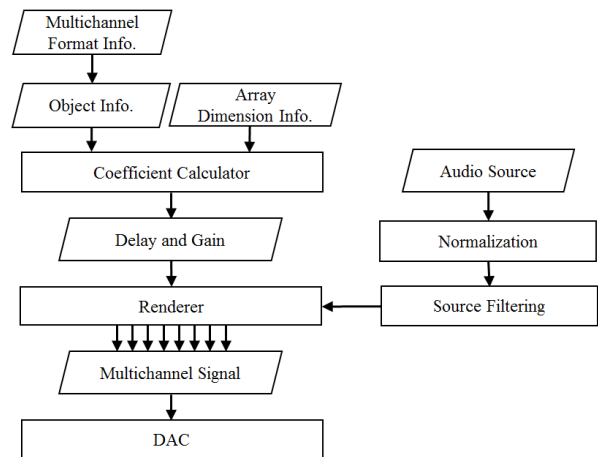 Multichannel
Format Info.
Object Info.
Array
Dimension Info.
Coefficient Calculator
Audio Source
Delay and Gain
Normalization
Renderer
Source Filtering
Multichannel Signal
DAC